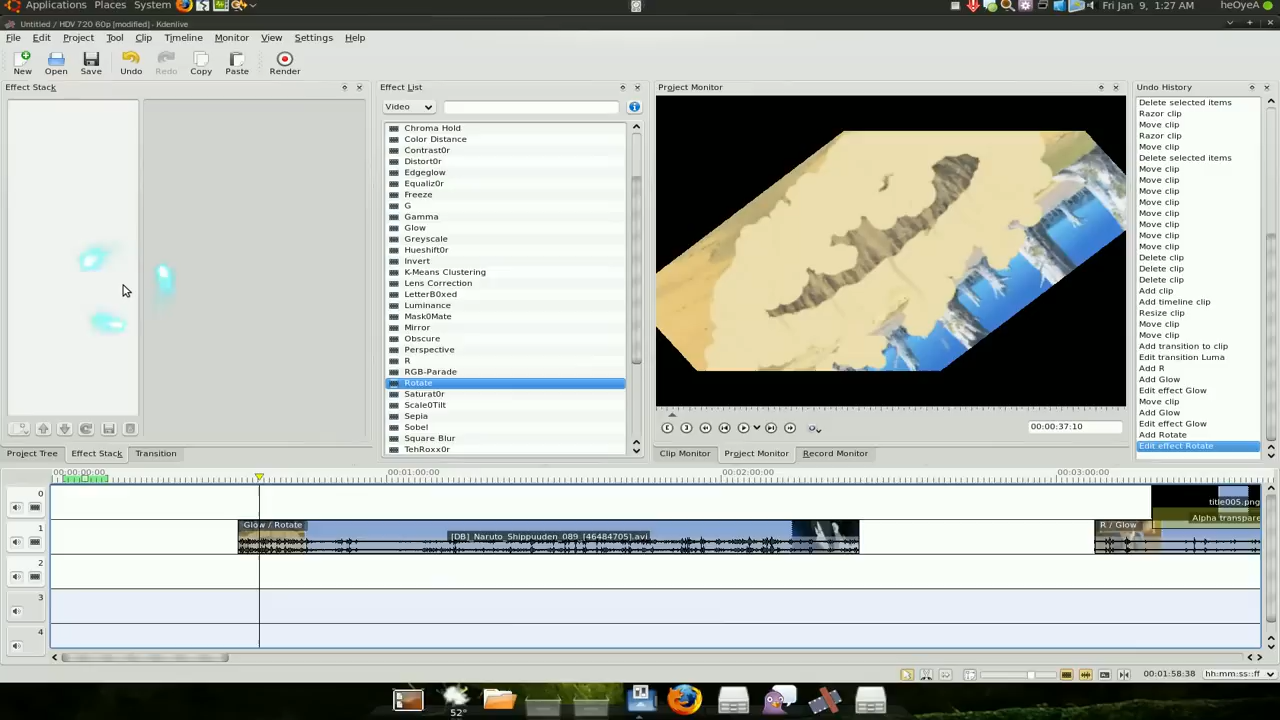 Applications Places System Fri Jan 9, 1:27 AM heOyeA
Untitled / HDV 720 60p [modified] - Kdenlive
File Edit Project Tool Clip Timeline Monitor View Settings Help
New Open Save Undo Redo Copy Paste Render
Effect Stack Effect List Project Monitor Undo History
Video
Chroma Hold
Color Distance
Contrast0r
Distort0r
Edgeglow
Equaliz0r
Freeze
G
Gamma
Glow
Greyscale
Hueshift0r
Invert
K-Means Clustering
Lens Correction
LetterB0xed
Luminance
Mask0Mate
Mirror
Obscure
Perspective
R
RGB-Parade
Rotate
Saturat0r
Scale0Tilt
Sepia
Sobel
Square Blur
TehRoxx0r
Delete selected items
Razor clip
Move clip
Razor clip
Move clip
Delete selected items
Move clip
Move clip
Move clip
Move clip
Move clip
Move clip
Move clip
Move clip
Delete clip
Delete clip
Delete clip
Add clip
Add timeline clip
Resize clip
Move clip
Move clip
Add transition to clip
Edit transition Luma
Add R
Add Glow
Edit effect Glow
Move clip
Add Glow
Edit effect Glow
Add Rotate
Edit effect Rotate
00:00:37:10
Project Tree Effect Stack Transition Clip Monitor Project Monitor Record Monitor
00:00:00:00 00:01:00:00 00:02:00:00 00:03:00:00
0
title005.png
Alpha transpare
1
Glow / Rotate
[DB]_Naruto_Shippuuden_089_[46484705].avi
R / Glow
2
3
4
00:01:58:38 hh:mm:ss::ff
52°